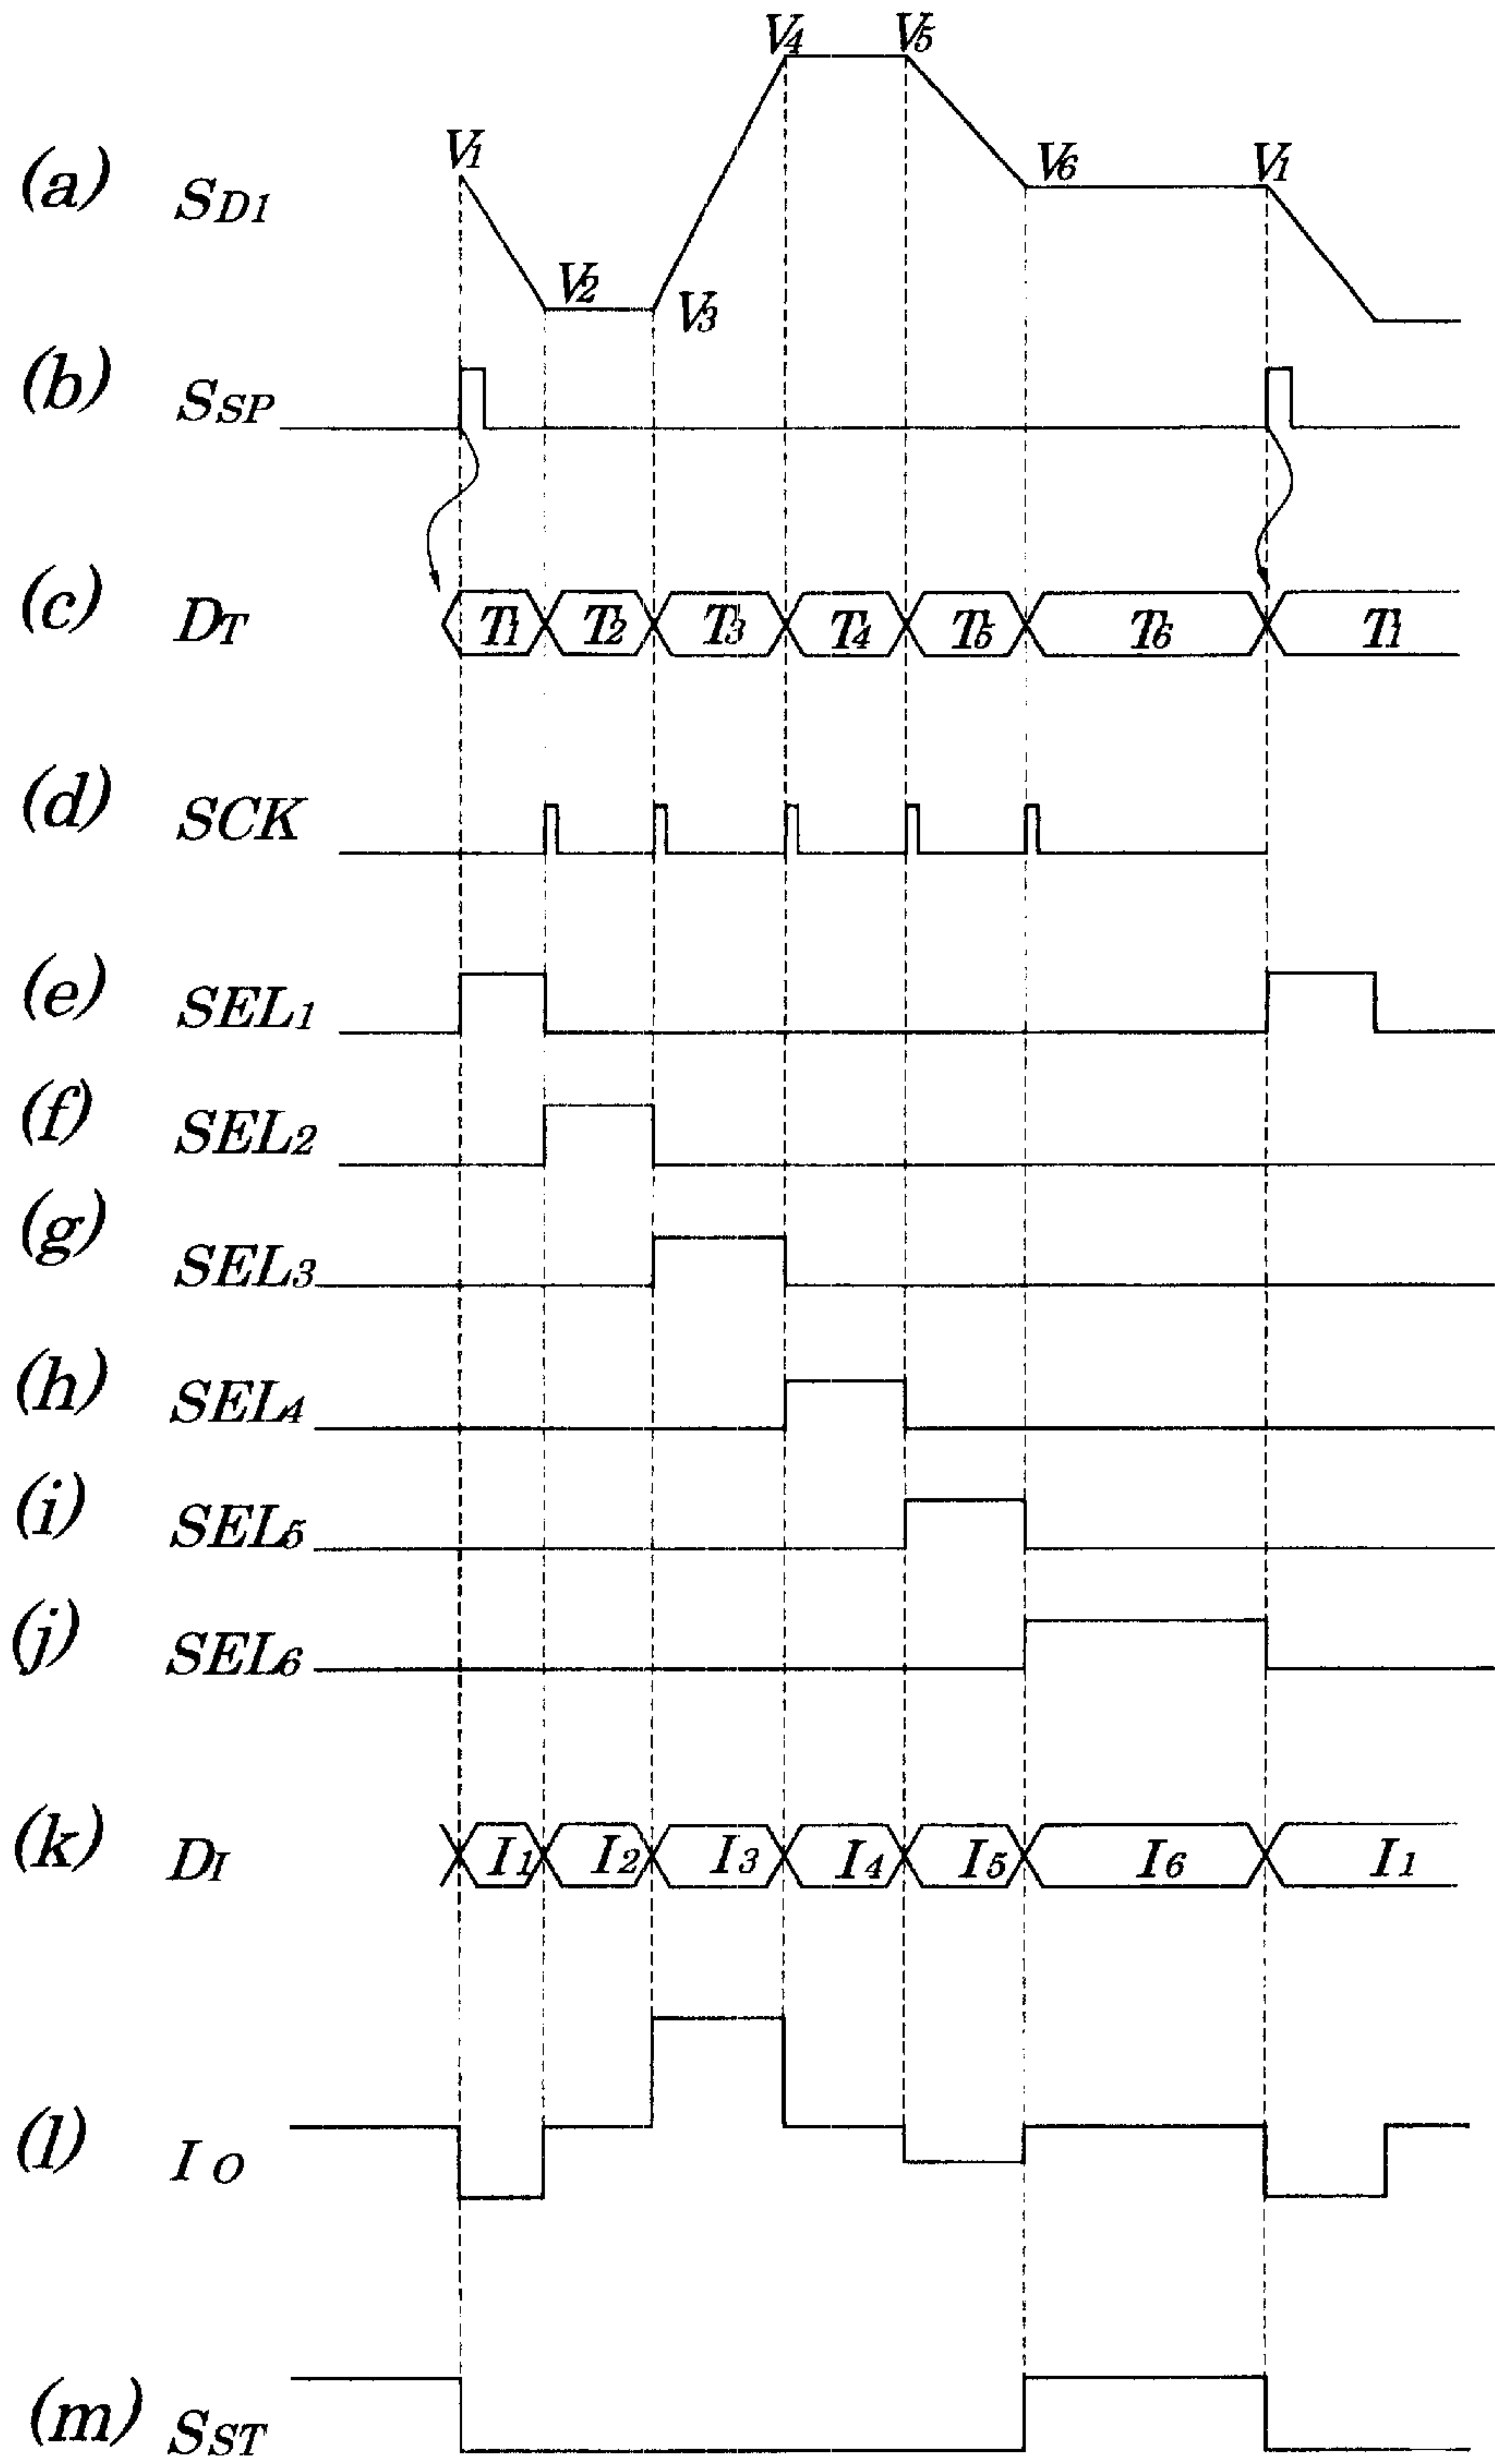 V4 V5
V1 V6 V1
(a) SD1
V2 V3
(b) SSP
(c) DT T1 T2 T3 T4 T5 T6 T1
(d) SCK
(e) SEL1
(f) SEL2
(g) SEL3
(h) SEL4
(i) SEL5
(j) SEL6
(k) DI I1 I2 I3 I4 I5 I6 I1
(l) IO
(m) SST